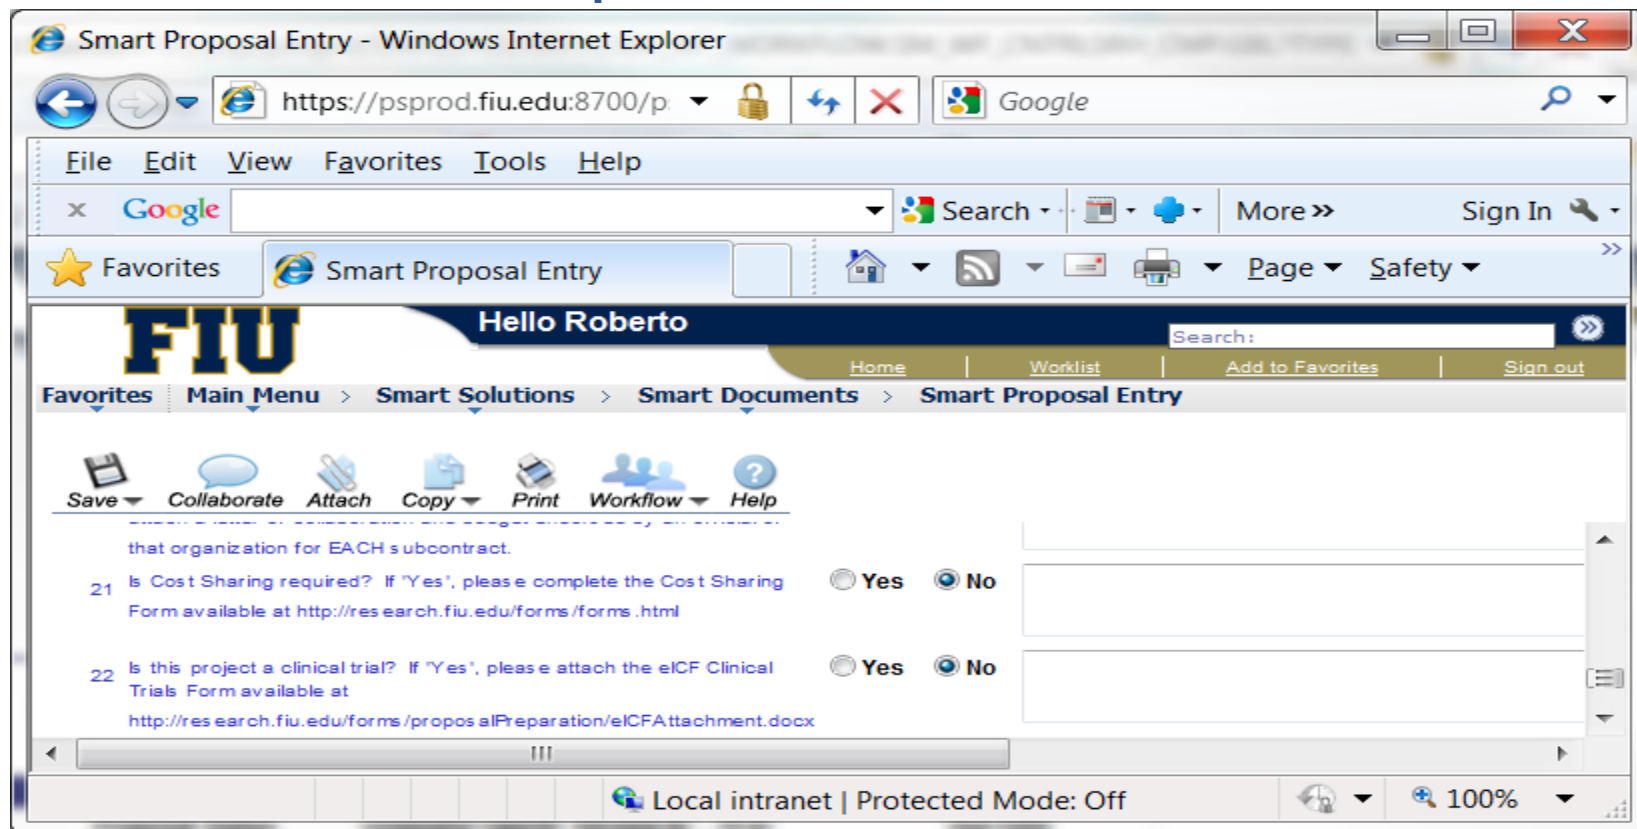 Smart Proposal Entry - Windows Internet Explorer
https://psprod.fiu.edu:8700/p
Google
File Edit View Favorites Tools Help
x Google Search More >> Sign In
Favorites Smart Proposal Entry Page Safety >>
FIU Hello Roberto
Search:
Home | Worklist | Add to Favorites | Sign out
Favorites Main Menu > Smart Solutions > Smart Documents > Smart Proposal Entry
Save Collaborate Attach Copy Print Workflow Help
that organization for EACH subcontract.
21 Is Cost Sharing required? If "Yes", please complete the Cost Sharing Yes No
Form available at http://research.fiu.edu/forms/forms.html
22 Is this project a clinical trial? If "Yes", please attach the eICF Clinical Yes No
Trials Form available at
http://research.fiu.edu/forms/proposalPreparation/eICFAttachment.docx
Local intranet | Protected Mode: Off 100%